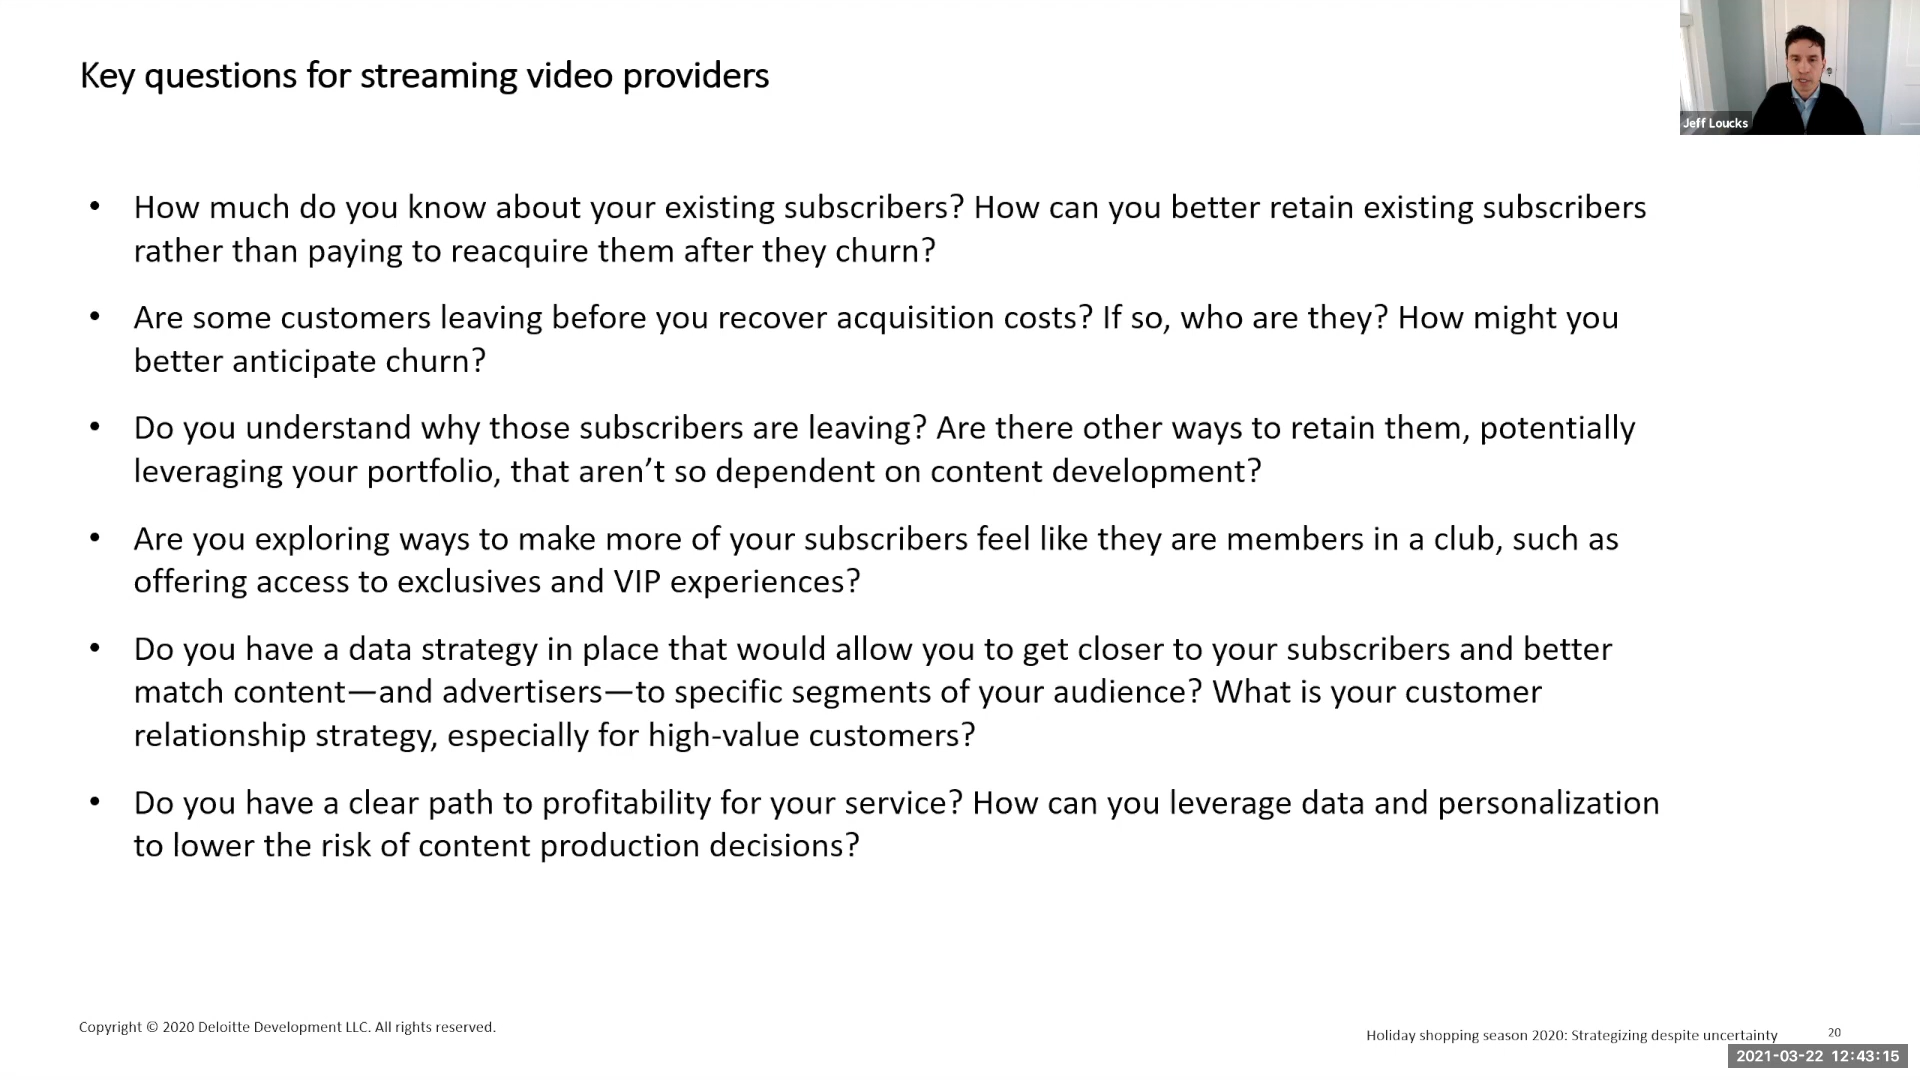 Key questions for streaming video providers
Jeff Loucks
• How much do you know about your existing subscribers? How can you better retain existing subscribers
rather than paying to reacquire them after they churn?
• Are some customers leaving before you recover acquisition costs? If so, who are they? How might you
better anticipate churn?
• Do you understand why those subscribers are leaving? Are there other ways to retain them, potentially
leveraging your portfolio, that aren’t so dependent on content development?
• Are you exploring ways to make more of your subscribers feel like they are members in a club, such as
offering access to exclusives and VIP experiences?
• Do you have a data strategy in place that would allow you to get closer to your subscribers and better
match content—and advertisers—to specific segments of your audience? What is your customer
relationship strategy, especially for high-value customers?
• Do you have a clear path to profitability for your service? How can you leverage data and personalization
to lower the risk of content production decisions?
Copyright © 2020 Deloitte Development LLC. All rights reserved.
Holiday shopping season 2020: Strategizing despite uncertainty
20
2021-03-22 12:43:15